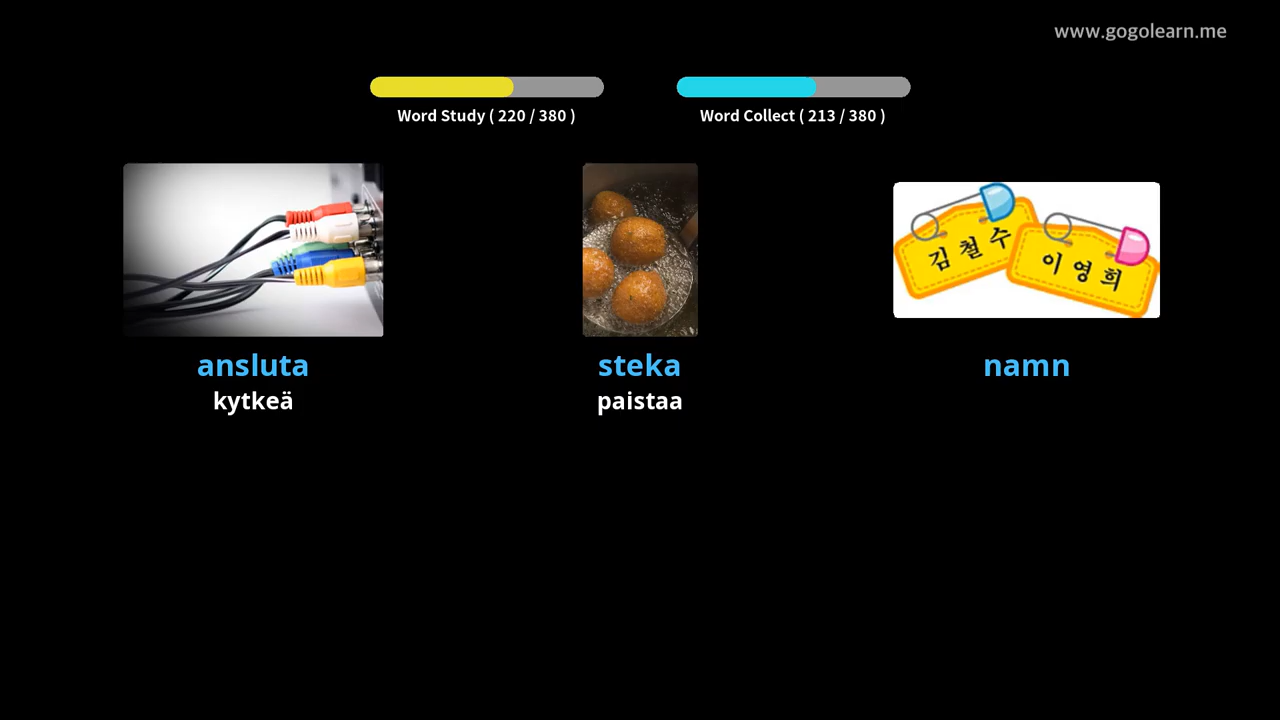 www.gogolearn.me
Word Study ( 220 / 380 )
Word Collect ( 213 / 380 )
김철수
이영희
ansluta
steka
namn
kytkeä
paistaa